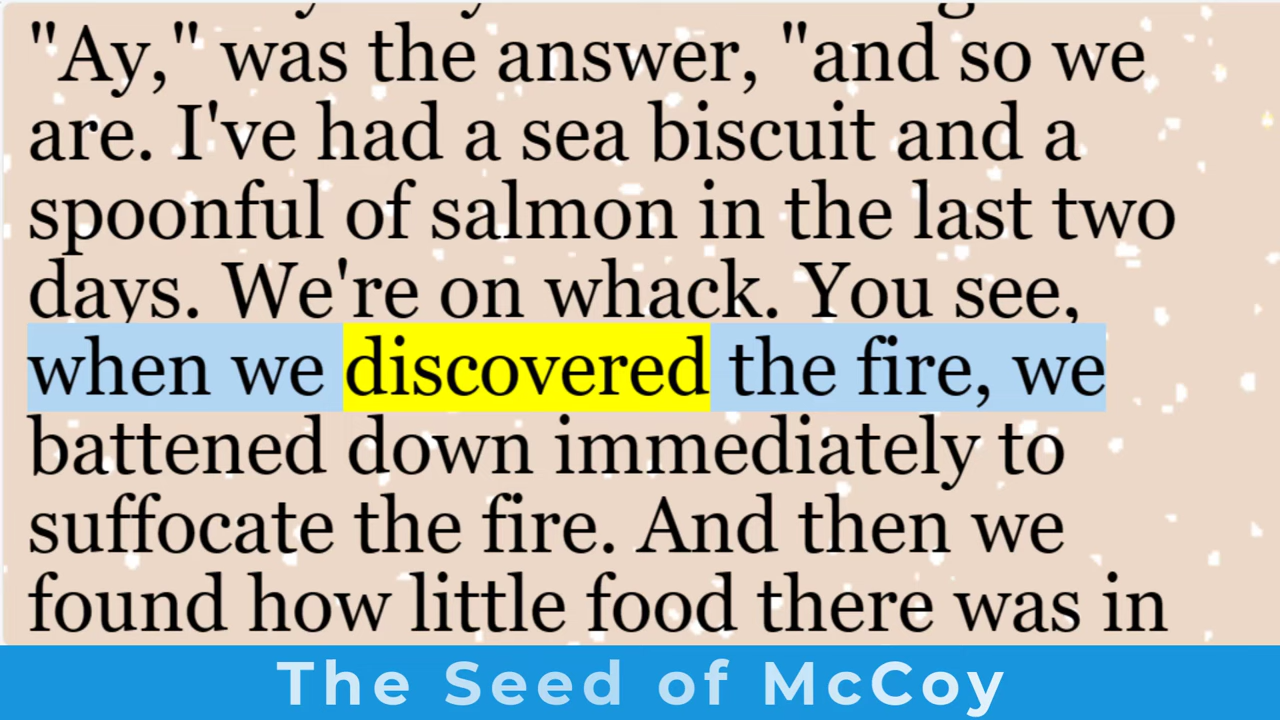 "Ay," was the answer, "and so we
are. I've had a sea biscuit and a
spoonful of salmon in the last two
days. We're on whack. You see,
when we discovered the fire, we
battened down immediately to
suffocate the fire. And then we
found how little food there was in
The Seed of McCoy